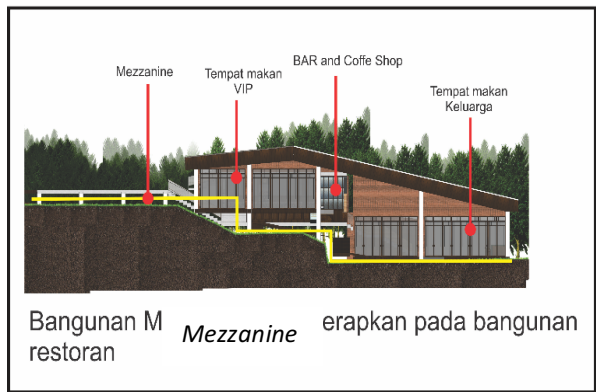 Mezzanine
Tempat makan
VIP
BAR and Coffe Shop
Tempat makan
Keluarga
Bangunan M Mezzanine erapkan pada bangunan
restoran